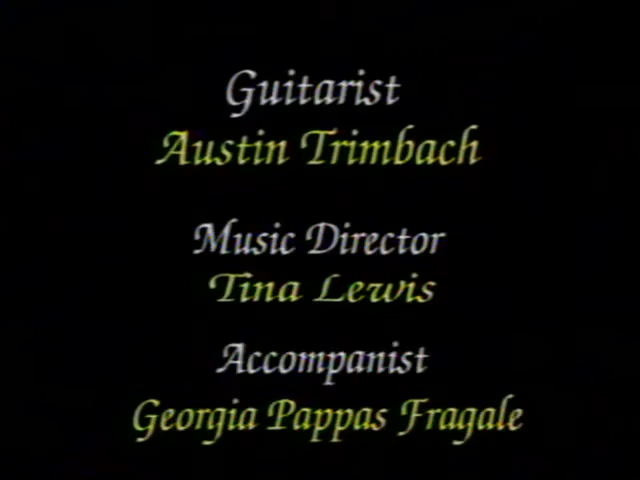 Guitarist
Austin Trimbach
Music Director
Tina Lewis
Accompanist
Georgia Pappas Fragale